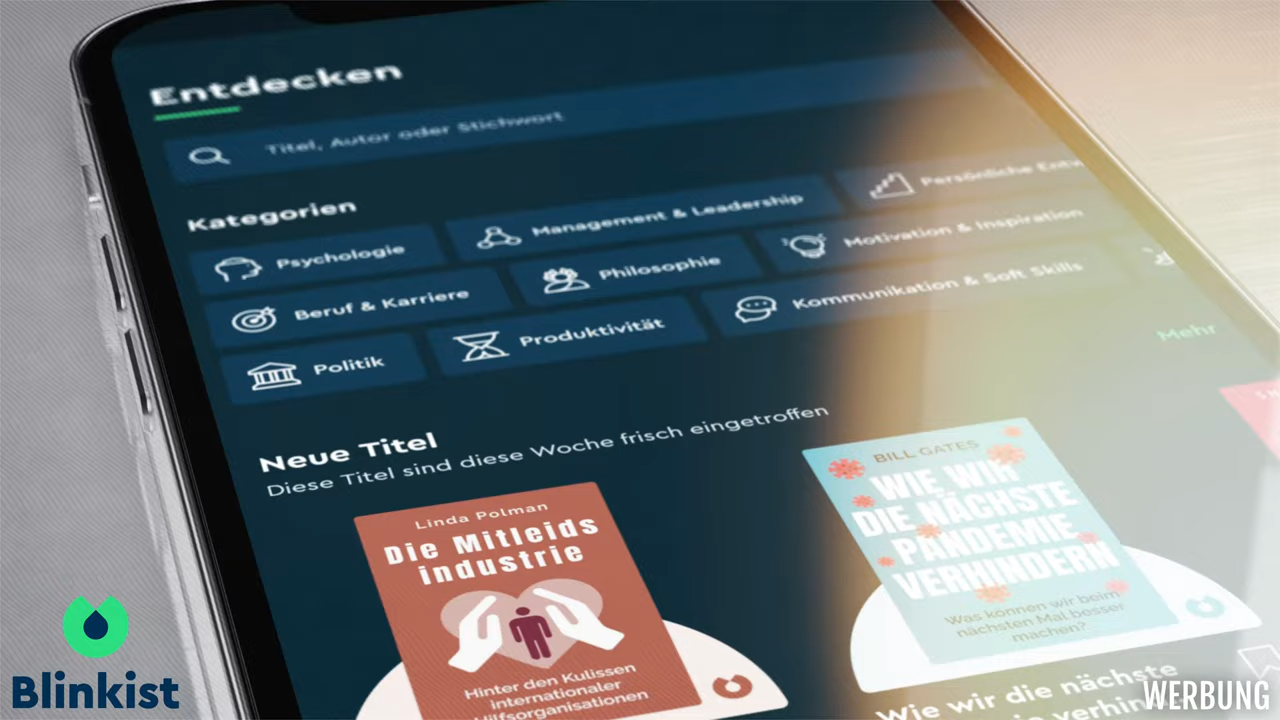 Entdecken
Titel, Autor oder Stichwort
Kategorien
Psychologie
Management & Leadership
Persönliche
Beruf & Karriere
Philosophie
Motivation & Inspiration
Politik
Produktivität
Kommunikation & Soft Skills
Mehr
Neue Titel
Diese Titel sind diese Woche frisch eingetroffen
Linda Polman
Die Mitleids
industrie
Hinter den Kulissen
internationaler
Hilfsorganisationen
BILL GATES
WIE WIR
DIE NÄCHSTE
PANDEMIE
VERHINDERN
Was können wir beim
nächsten Mal besser
machen?
Wie wir die nächste
Blinkist
WERBUNG